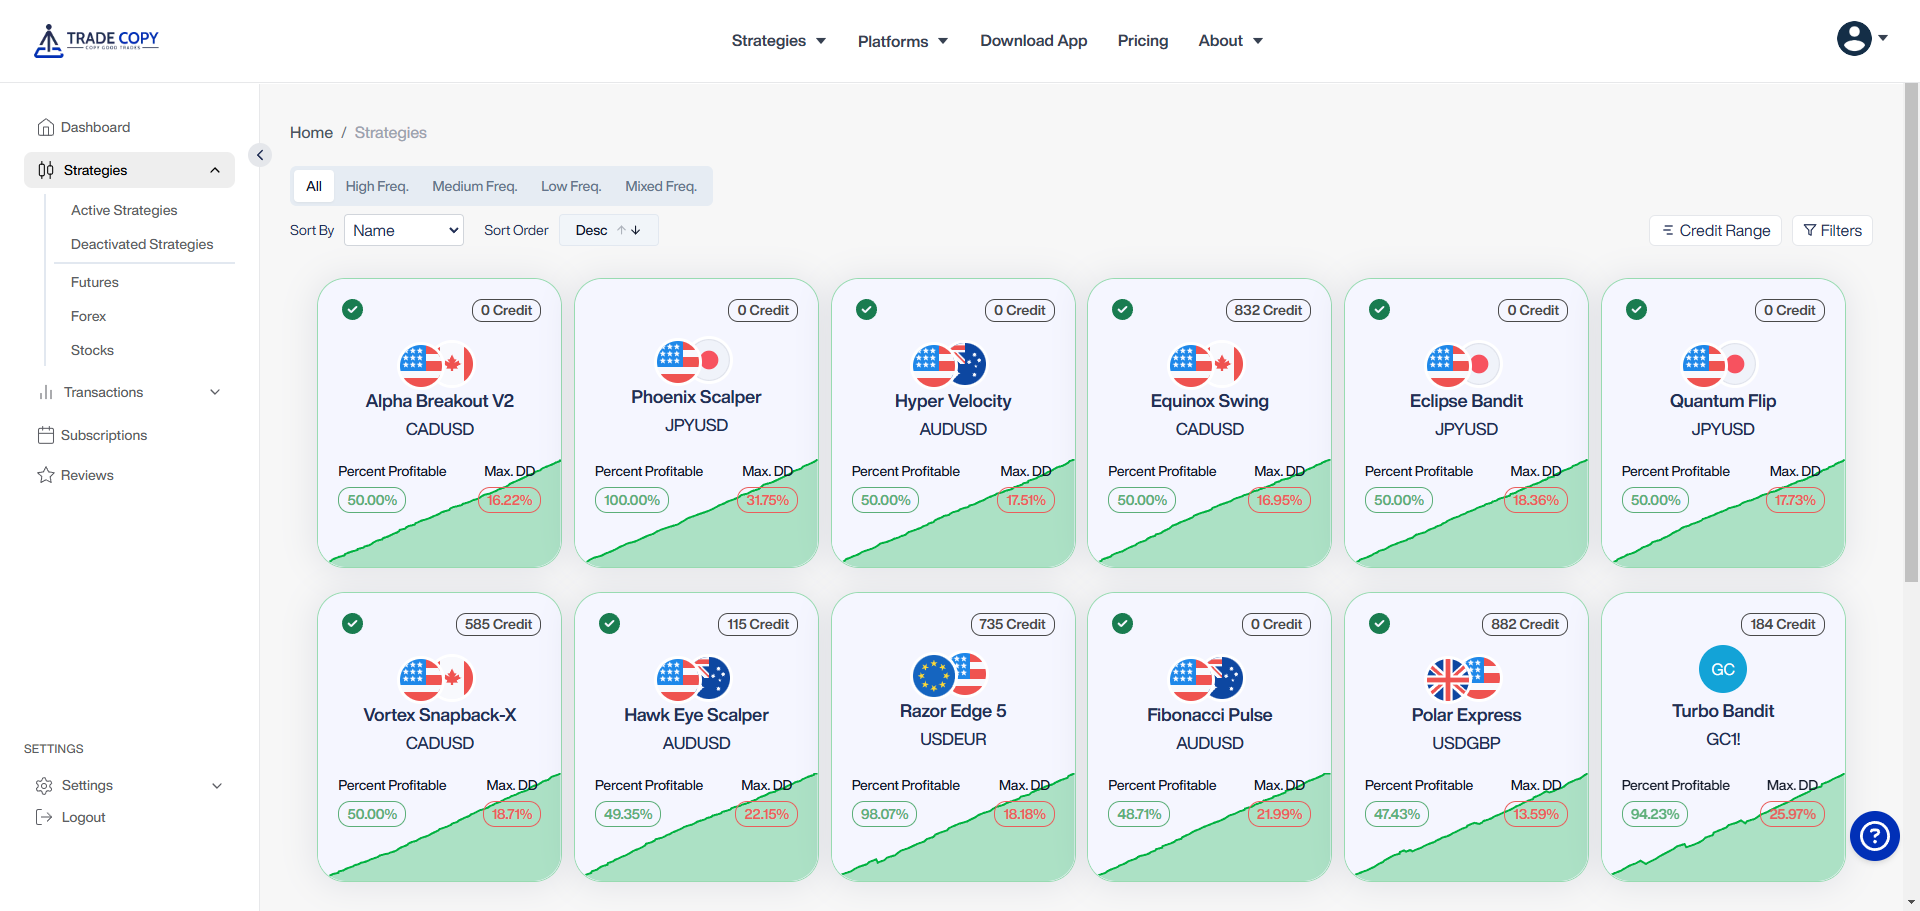 TRADE COPY
COPY GOOD TRADES
Strategies
Platforms
Download App
Pricing
About
Dashboard
Strategies
Active Strategies
Deactivated Strategies
Futures
Forex
Stocks
Transactions
Subscriptions
Reviews
SETTINGS
Settings
Logout
Home / Strategies
All High Freq. Medium Freq. Low Freq. Mixed Freq.
Sort By Name Sort Order Desc
Credit Range
Filters
0 Credit
Alpha Breakout V2
CADUSD
Percent Profitable Max. DD
50.00% 16.22%
0 Credit
Phoenix Scalper
JPYUSD
Percent Profitable Max. DD
100.00% 31.75%
0 Credit
Hyper Velocity
AUDUSD
Percent Profitable Max. DD
50.00% 17.51%
832 Credit
Equinox Swing
CADUSD
Percent Profitable Max. DD
50.00% 16.95%
0 Credit
Eclipse Bandit
JPYUSD
Percent Profitable Max. DD
50.00% 18.36%
0 Credit
Quantum Flip
JPYUSD
Percent Profitable Max. DD
50.00% 17.73%
585 Credit
Vortex Snapback-X
CADUSD
Percent Profitable Max. DD
50.00% 18.71%
115 Credit
Hawk Eye Scalper
AUDUSD
Percent Profitable Max. DD
49.35% 22.15%
735 Credit
Razor Edge 5
USDEUR
Percent Profitable Max. DD
98.07% 18.18%
0 Credit
Fibonacci Pulse
AUDUSD
Percent Profitable Max. DD
48.71% 21.99%
882 Credit
Polar Express
USDGBP
Percent Profitable Max. DD
47.43% 13.59%
184 Credit
GC
Turbo Bandit
GC1!
Percent Profitable Max. DD
94.23% 25.97%
?